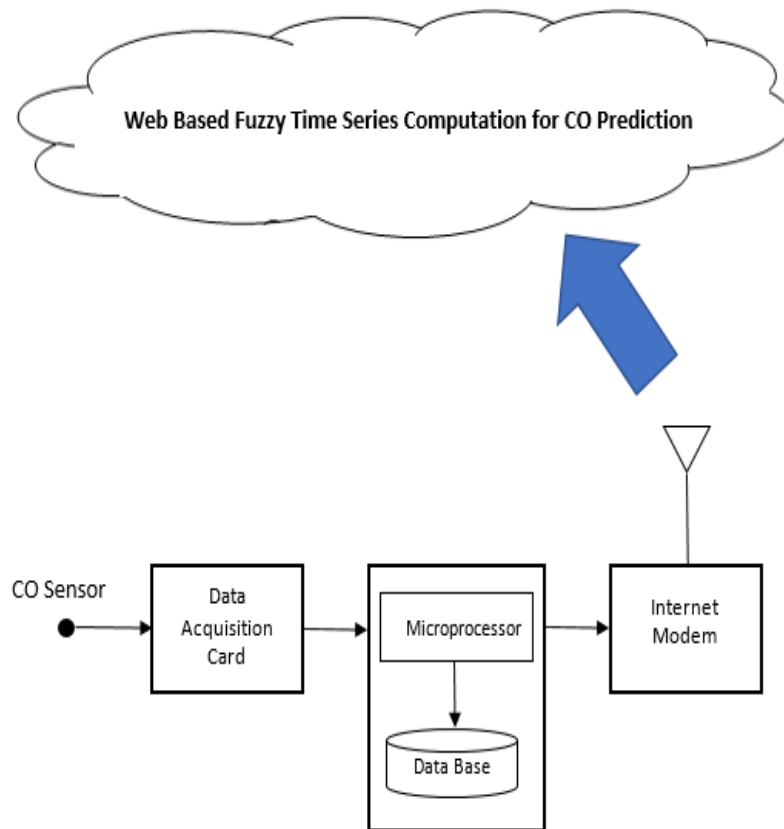 Web Based Fuzzy Time Series Computation for CO Prediction
CO Sensor
Data
Acquisition
Card
Microprocessor
Data Base
Internet
Modem